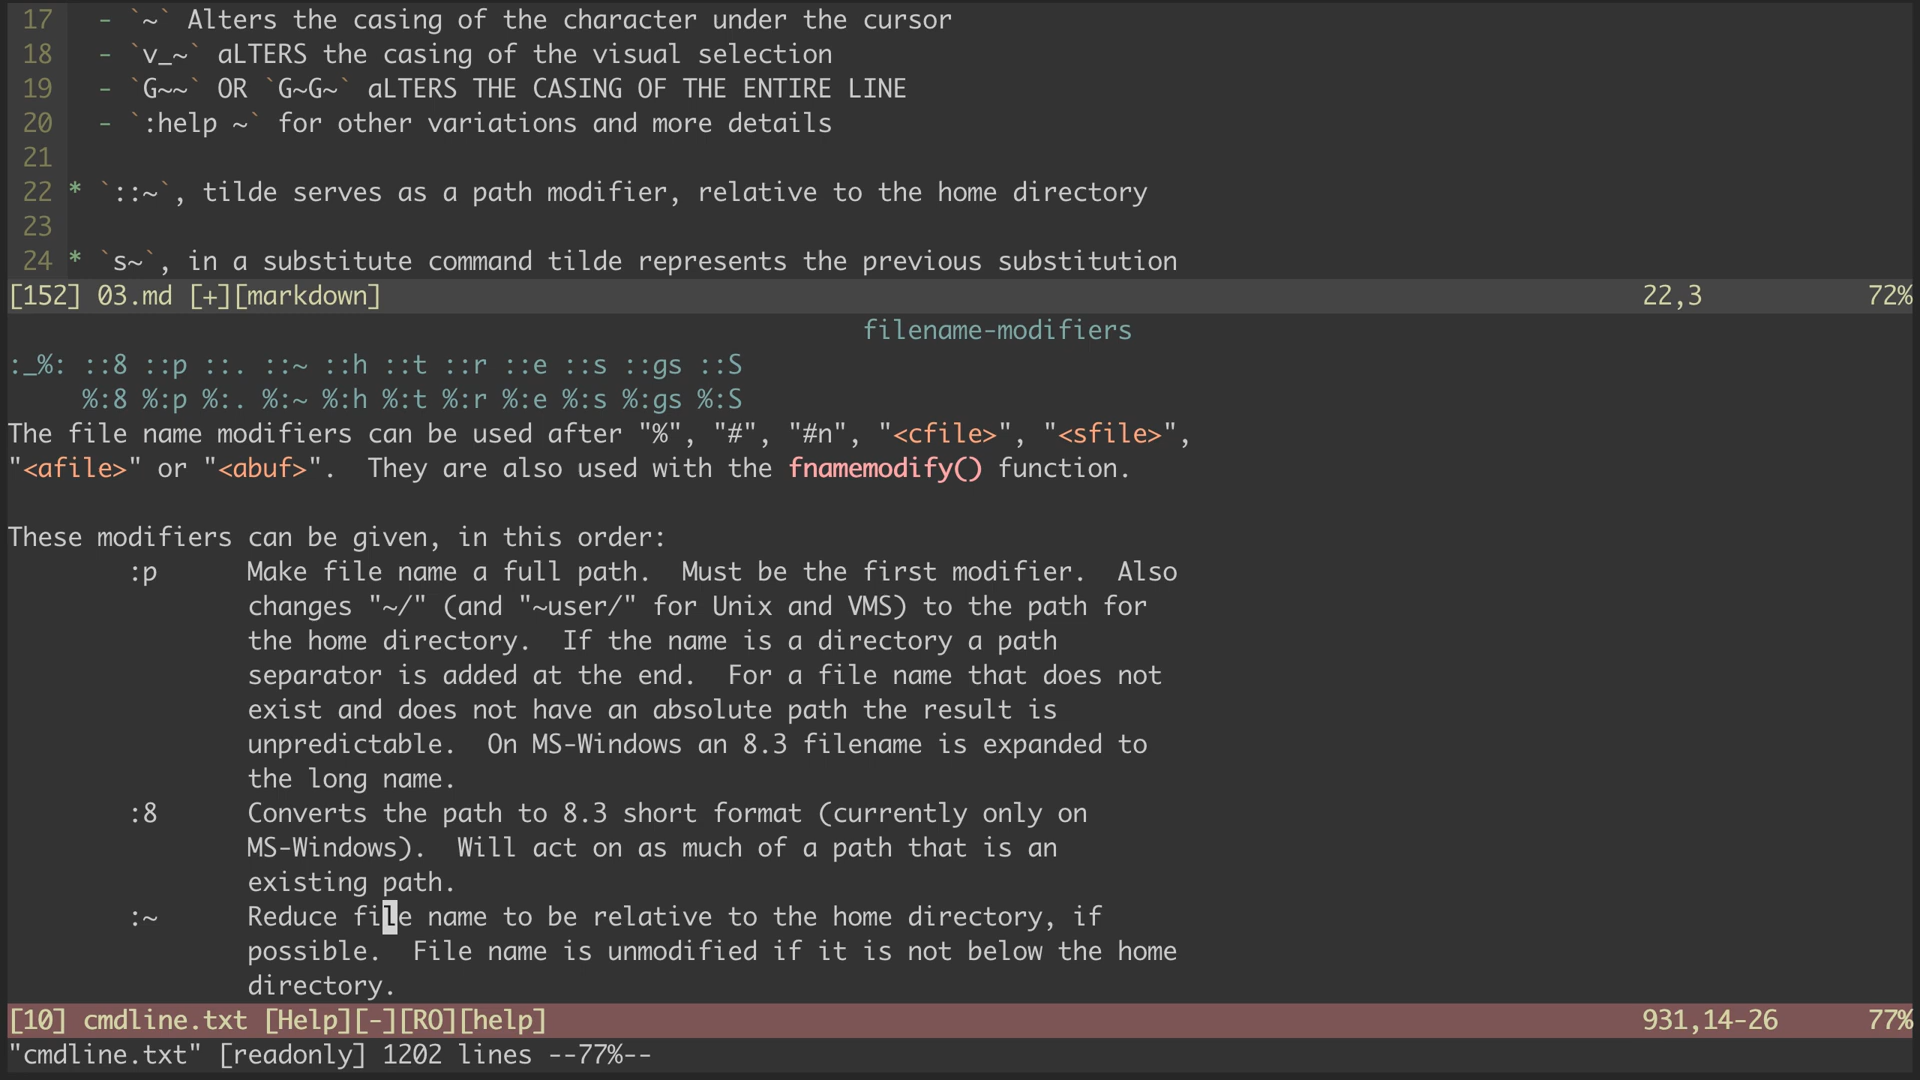 17   - `~` Alters the casing of the character under the cursor
18   - `v_~` aLTERS the casing of the visual selection
19   - `G~~` OR `G~G~` aLTERS THE CASING OF THE ENTIRE LINE
20   - `:help ~` for other variations and more details
21
22 * `::~`, tilde serves as a path modifier, relative to the home directory
23
24 * `s~`, in a substitute command tilde represents the previous substitution
[152] 03.md [+][markdown] 22,3 72%
filename-modifiers
:_%: ::8 ::p ::. ::~ ::h ::t ::r ::e ::s ::gs ::S
%:8 %:p %:. %:~ %:h %:t %:r %:e %:s %:gs %:S
The file name modifiers can be used after "%", "#", "#n", "<cfile>", "<sfile>",
"<afile>" or "<abuf>".  They are also used with the fnamemodify() function.
These modifiers can be given, in this order:
:p Make file name a full path.  Must be the first modifier.  Also
changes "~/" (and "~user/" for Unix and VMS) to the path for
the home directory.  If the name is a directory a path
separator is added at the end.  For a file name that does not
exist and does not have an absolute path the result is
unpredictable.  On MS-Windows an 8.3 filename is expanded to
the long name.
:8 Converts the path to 8.3 short format (currently only on
MS-Windows).  Will act on as much of a path that is an
existing path.
:~ Reduce file name to be relative to the home directory, if
possible.  File name is unmodified if it is not below the home
directory.
[10] cmdline.txt [Help][-][RO][help] 931,14-26 77%
"cmdline.txt" [readonly] 1202 lines --77%--